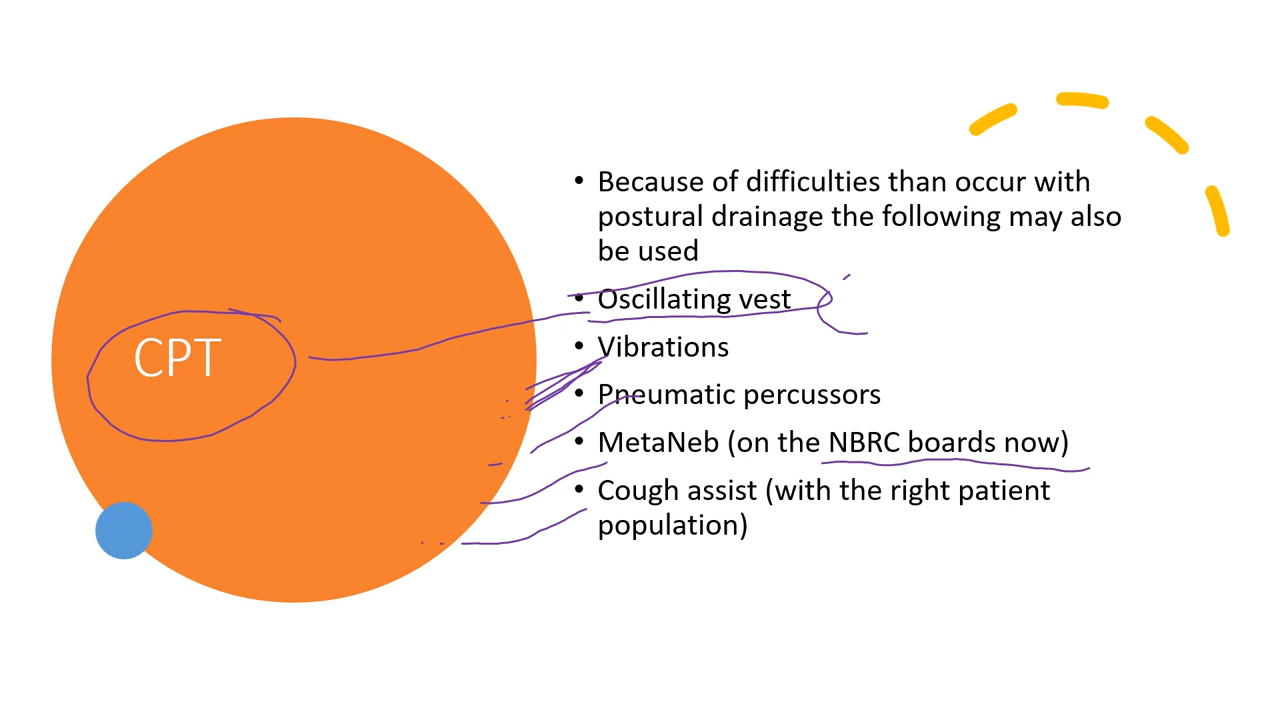 CPT
• Because of difficulties than occur with
postural drainage the following may also
be used
• Oscillating vest
• Vibrations
• Pneumatic percussors
• MetaNeb (on the NBRC boards now)
• Cough assist (with the right patient
population)